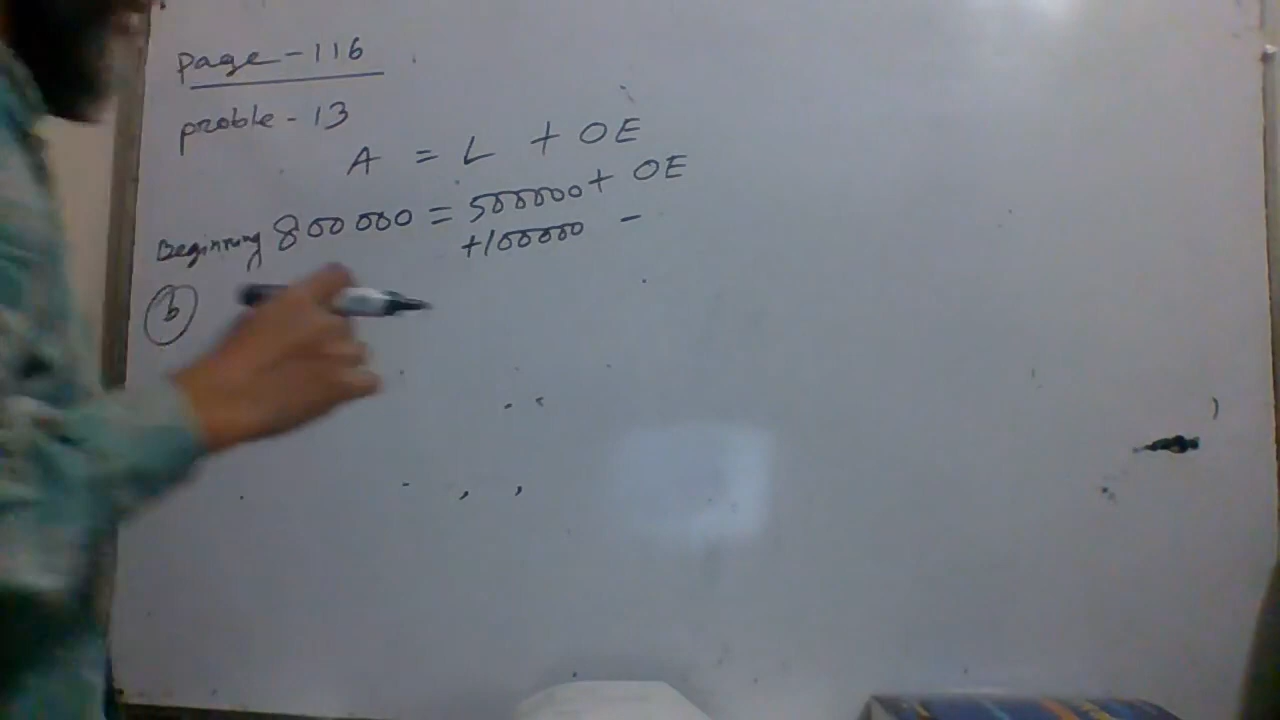 page-116
proble-13
A = L + OE
Beginning 800000 = 500000 + OE
+100000 -
b